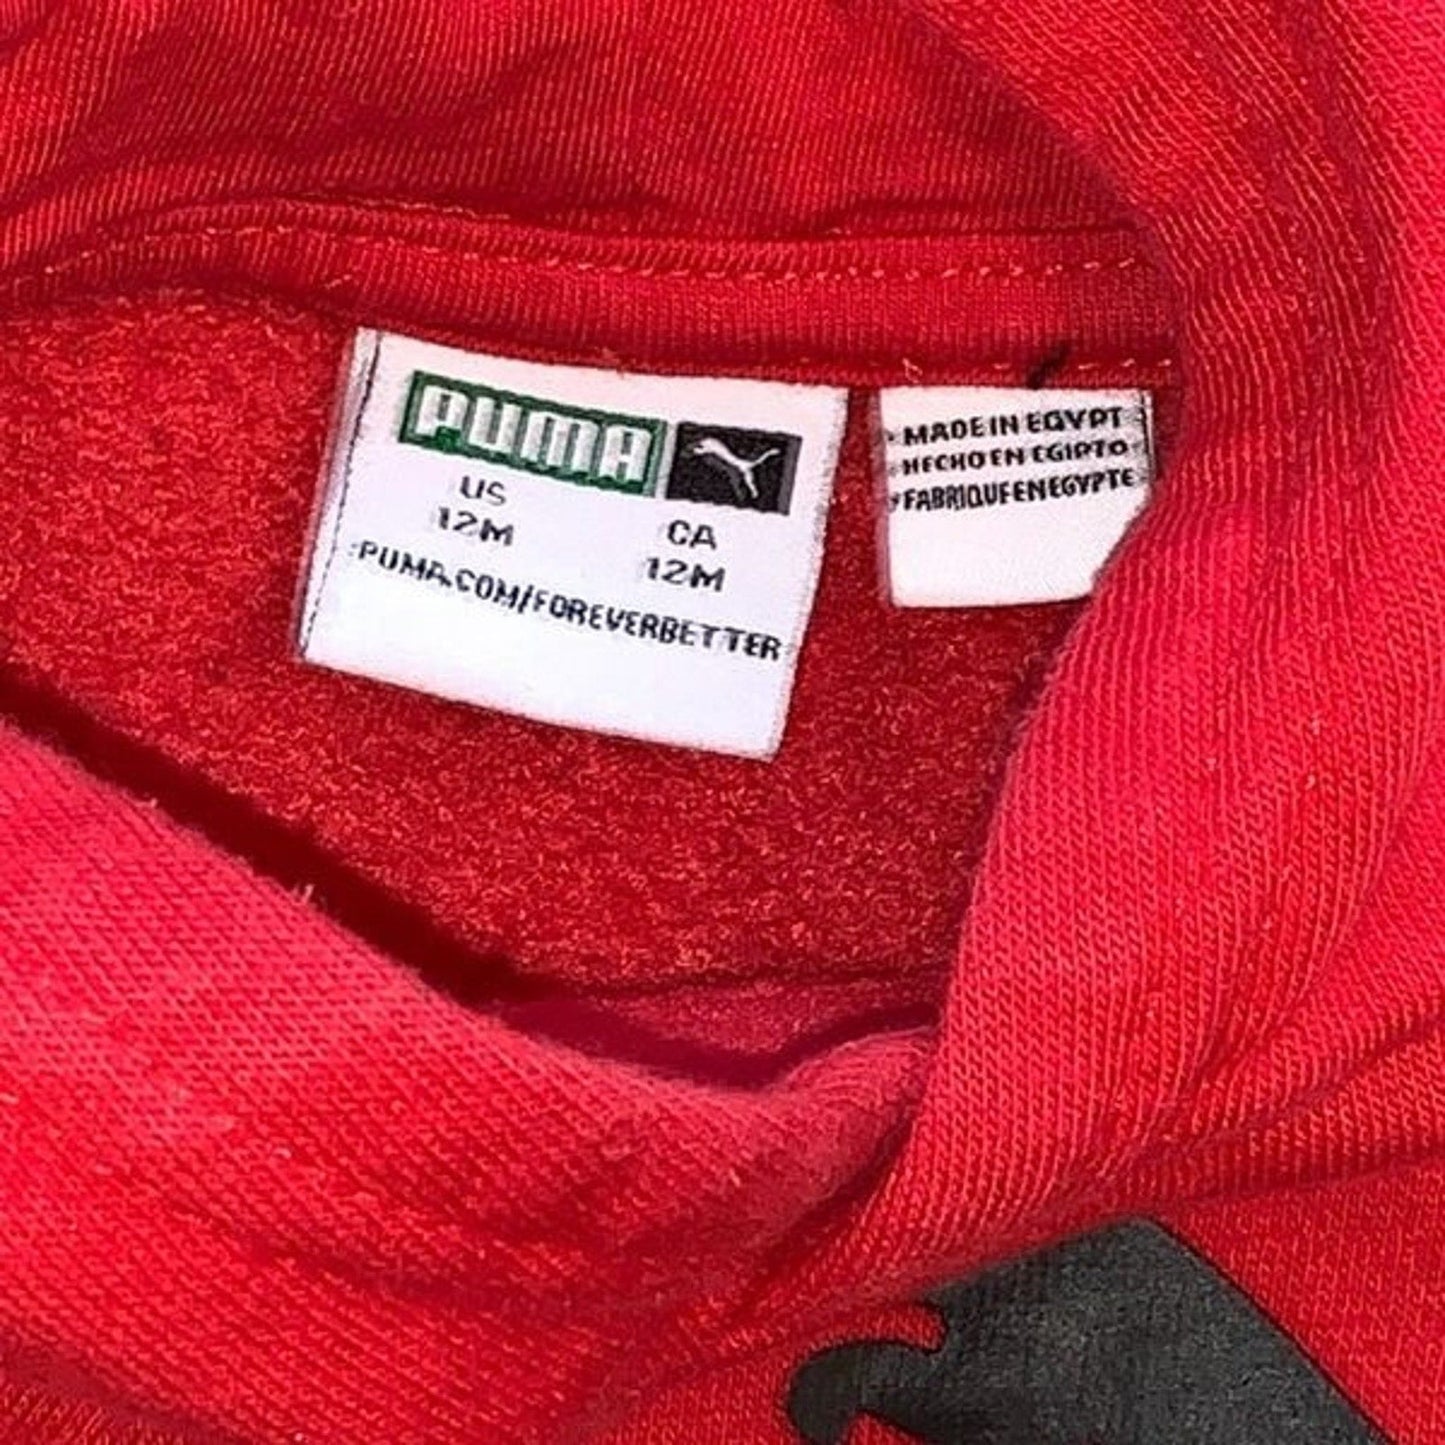 PUMA
US
12M
CA
12M
PUMA.COM/FOREVERBETTER
MADE IN EGYPT
HECHO EN EGIPTO
FABRIQUE EN EGYPTE